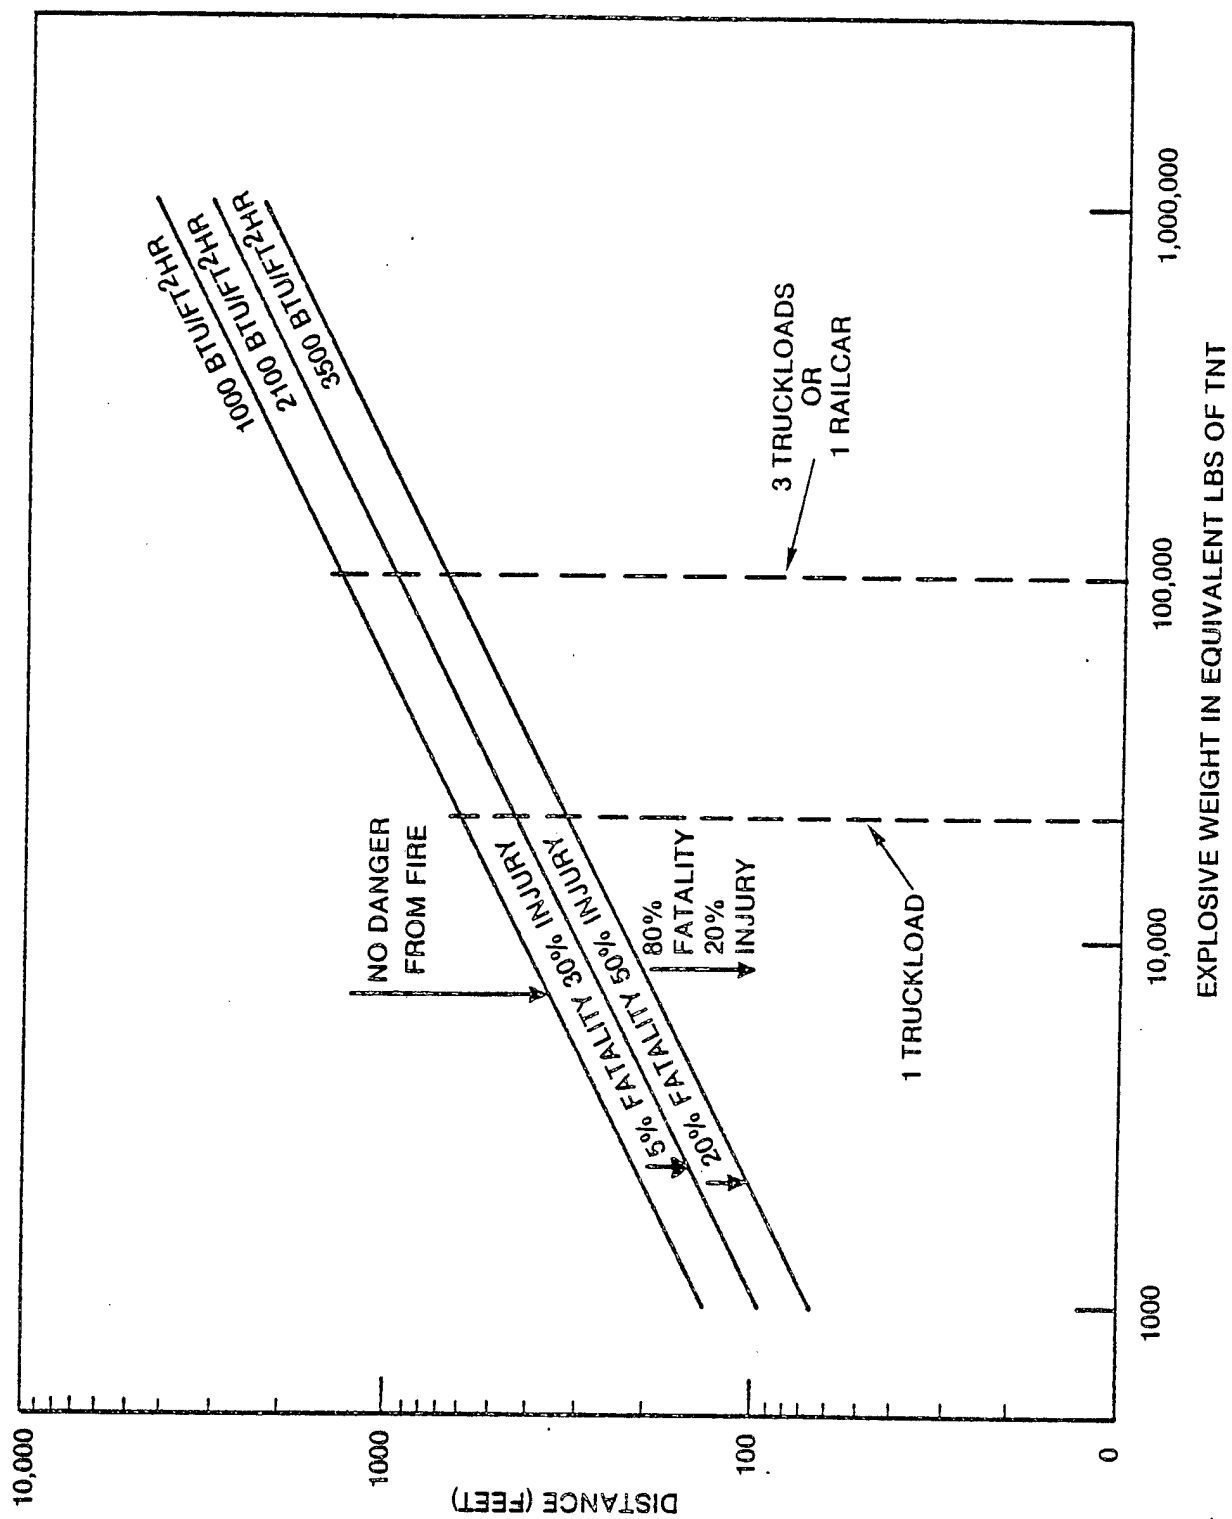 10,000
1000
100
0
DISTANCE (FEET)
1000 BTU/FT²HR
2100 BTU/FT²HR
3500 BTU/FT²HR
NO DANGER
FROM FIRE
5% FATALITY 30% INJURY
20% FATALITY 50% INJURY
80%
FATALITY
20%
INJURY
1 TRUCKLOAD
3 TRUCKLOADS
OR
1 RAILCAR
1000
10,000
100,000
1,000,000
EXPLOSIVE WEIGHT IN EQUIVALENT LBS OF TNT